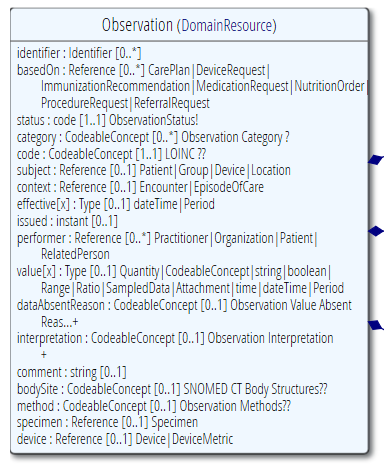 Observation (DomainResource)
identifier : Identifier [0..*]
basedOn : Reference [0..*] CarePlan|DeviceRequest|
ImmunizationRecommendation|MedicationRequest|NutritionOrder|
ProcedureRequest|ReferralRequest
status : code [1..1] ObservationStatus!
category : CodeableConcept [0..*] Observation Category ?
code : CodeableConcept [1..1] LOINC ??
subject : Reference [0..1] Patient|Group|Device|Location
context : Reference [0..1] Encounter|EpisodeOfCare
effective[x] : Type [0..1] dateTime|Period
issued : instant [0..1]
performer : Reference [0..*] Practitioner|Organization|Patient|
RelatedPerson
value[x] : Type [0..1] Quantity|CodeableConcept|string|boolean|
Range|Ratio|SampledData|Attachment|time|dateTime|Period
dataAbsentReason : CodeableConcept [0..1] Observation Value Absent
Reas...+
interpretation : CodeableConcept [0..1] Observation Interpretation
+
comment : string [0..1]
bodySite : CodeableConcept [0..1] SNOMED CT Body Structures??
method : CodeableConcept [0..1] Observation Methods??
specimen : Reference [0..1] Specimen
device : Reference [0..1] Device|DeviceMetric